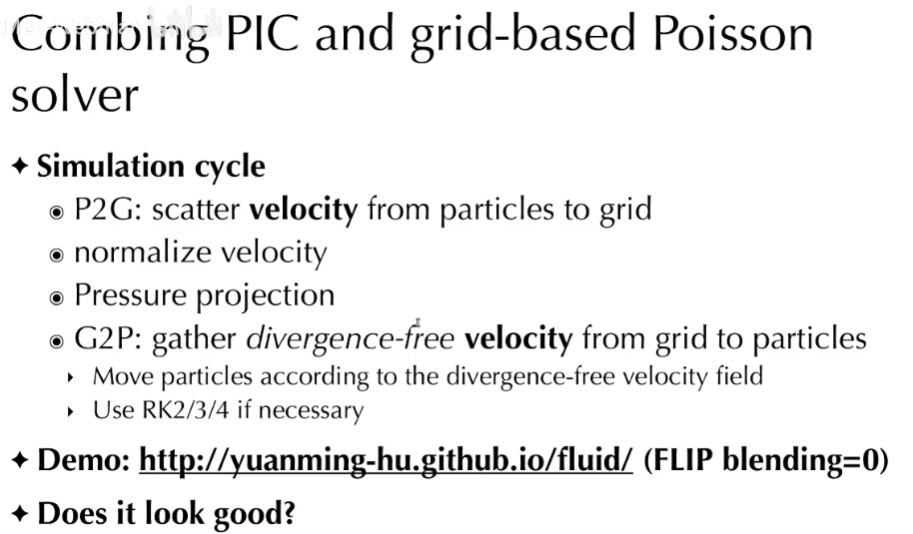 Combing PIC and grid-based Poisson
solver
✦ Simulation cycle
◉ P2G: scatter velocity from particles to grid
◉ normalize velocity
◉ Pressure projection
◉ G2P: gather divergence-free velocity from grid to particles
‣ Move particles according to the divergence-free velocity field
‣ Use RK2/3/4 if necessary
✦ Demo: http://yuanming-hu.github.io/fluid/ (FLIP blending=0)
✦ Does it look good?